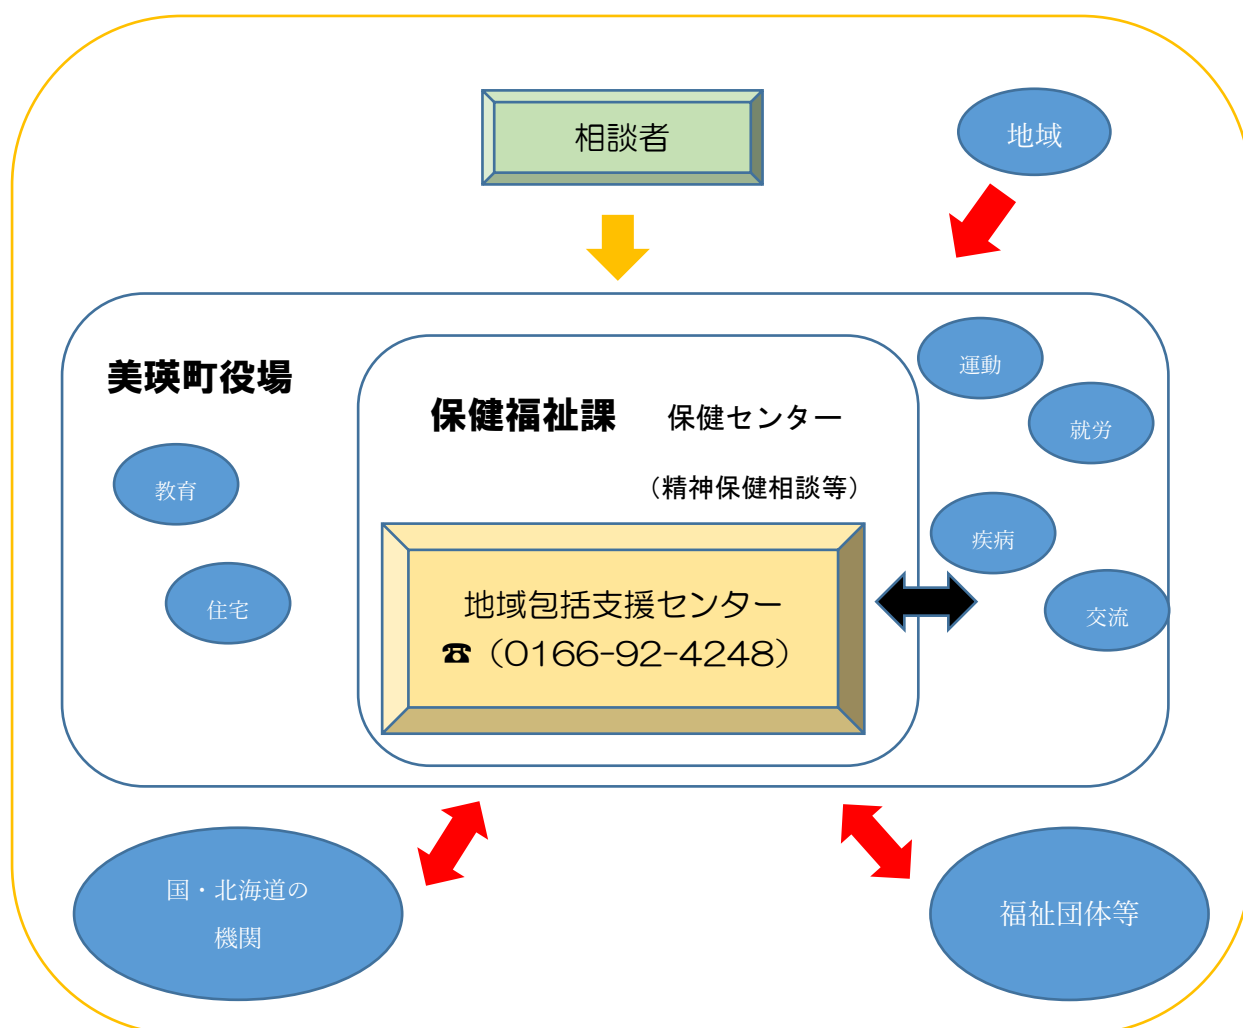 相談者
地域
美瑛町役場
保健福祉課 保健センター
（精神保健相談等）
運動
就労
教育
疾病
住宅
交流
地域包括支援センター
☎（0166-92-4248）
国・北海道の
機関
福祉団体等